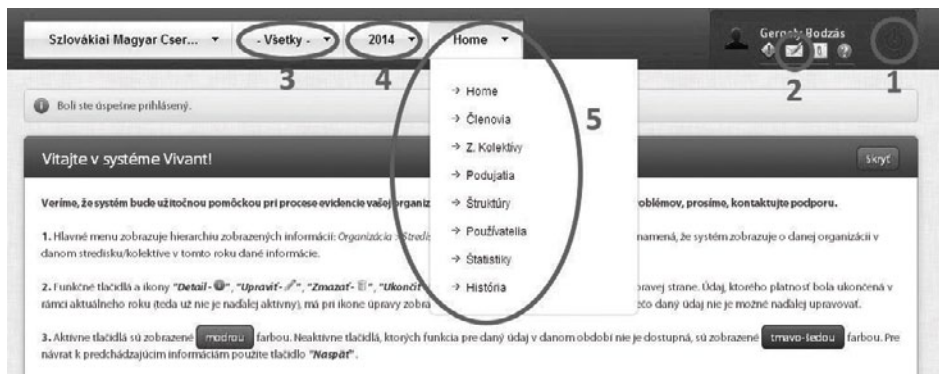 Szlovákiai Magyar Cser... - Všetky - 2014 Home
Gergely Bodzás
3 4 2 1
Boli ste úspešne prihlásený.
Home
Členovia
Z. Kolektívy
Podujatia
Štruktúry
Používatelia
Štatistiky
História
5
Vitajte v systéme Vivant! Skryť
Veríme, že systém bude užitočnou pomôckou pri procese evidencie vašej organiz roblémov, prosíme, kontaktujte podporu.
1. Hlavné menu zobrazuje hierarchiu zobrazených informácií: Organizácia > Stredis namená, že systém zobrazuje o danej organizácii v
danom stredisku/kolektíve v tomto roku dané informácie.
2. Funkčné tlačidlá a ikony "Detail- ", "Upraviť- ", "Zmazať- ", "Ukončiť pravej strane. Údaj, ktorého platnosť bola ukončená v
rámci aktuálneho roku (teda už nie je naďalej aktívny), má pri ikone úpravy zobra čo daný údaj nie je možné naďalej upravovať.
3. Aktívne tlačidlá sú zobrazené modrou farbou. Neaktívne tlačidlá, ktorých funkcia pre daný údaj v danom období nie je dostupná, sú zobrazené tmavo-šedou farbou. Pre
návrat k predchádzajúcim informáciám použite tlačidlo "Naspäť".